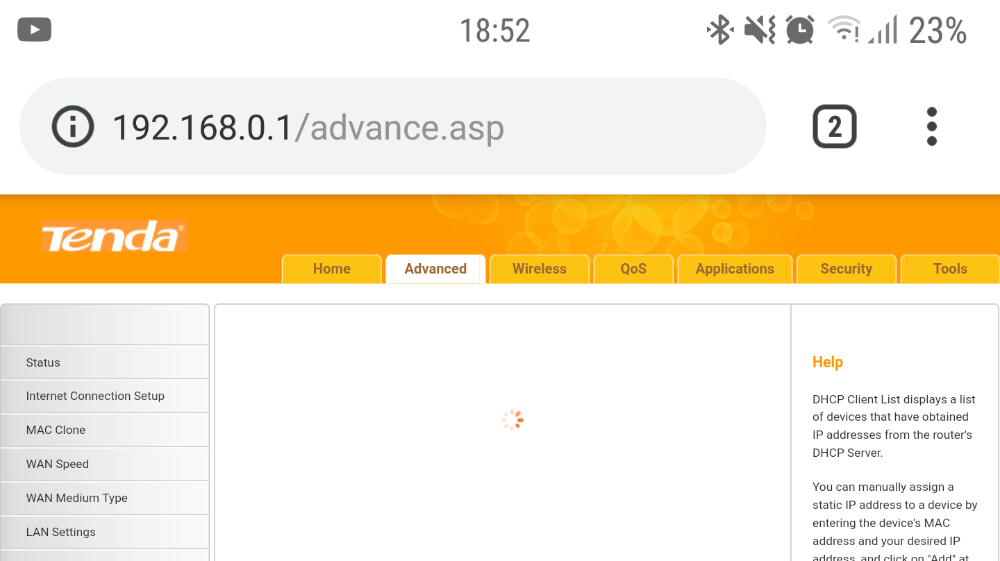 18:52 23%
192.168.0.1/advance.asp 2
Tenda®
Home Advanced Wireless QoS Applications Security Tools
Status
Internet Connection Setup
MAC Clone
WAN Speed
WAN Medium Type
LAN Settings
Help
DHCP Client List displays a list
of devices that have obtained
IP addresses from the router's
DHCP Server.
You can manually assign a
static IP address to a device by
entering the device's MAC
address and your desired IP
address, and click on "Add" at